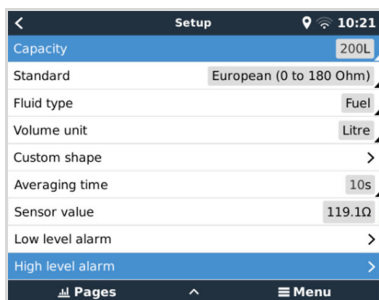 Setup 10:21
Capacity 200L
Standard European (0 to 180 Ohm)
Fluid type Fuel
Volume unit Litre
Custom shape
Averaging time 10s
Sensor value 119.1Ω
Low level alarm
High level alarm
Pages Menu